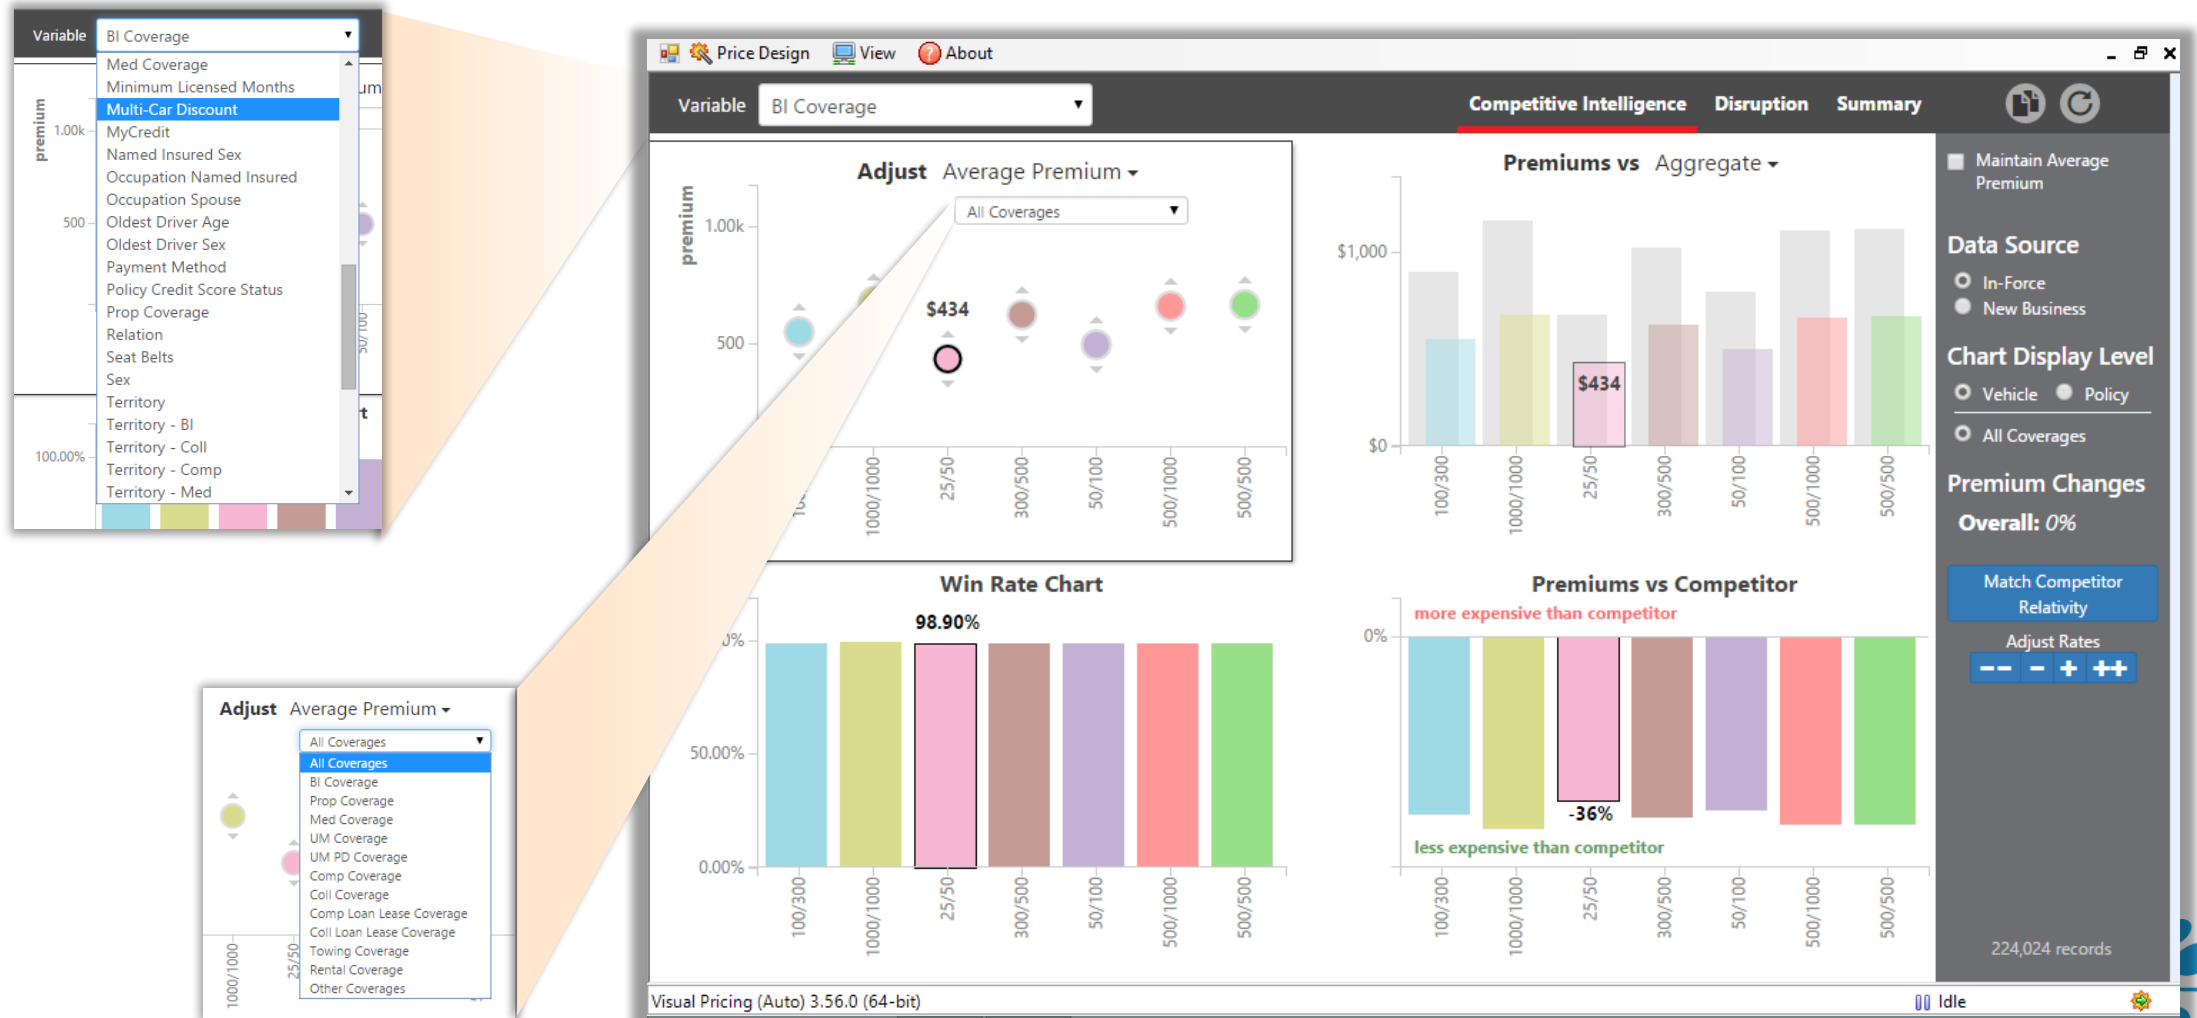 Variable BI Coverage
Med Coverage
Minimum Licensed Months
Multi-Car Discount
MyCredit
Named Insured Sex
Occupation Named Insured
Occupation Spouse
Oldest Driver Age
Oldest Driver Sex
Payment Method
Policy Credit Score Status
Prop Coverage
Relation
Seat Belts
Sex
Territory
Territory - BI
Territory - Coll
Territory - Comp
Territory - Med
premium
1.00k
500
50/100
100.00%
Price Design View About
Variable BI Coverage
Competitive Intelligence Disruption Summary
Adjust Average Premium
All Coverages
premium
1.00k
500
$434
1000/1000
25/50
300/500
50/100
500/1000
500/500
Premiums vs Aggregate
$1,000
$0
$434
100/300
1000/1000
25/50
300/500
50/100
500/1000
500/500
Maintain Average
Premium
Data Source
In-Force
New Business
Chart Display Level
Vehicle Policy
All Coverages
Premium Changes
Overall: 0%
Match Competitor
Relativity
Adjust Rates
-- - + ++
224,024 records
Win Rate Chart
98.90%
50.00%
0.00%
100/300
1000/1000
25/50
300/500
50/100
500/1000
500/500
Premiums vs Competitor
more expensive than competitor
0%
-36%
less expensive than competitor
100/300
1000/1000
25/50
300/500
50/100
500/1000
500/500
Visual Pricing (Auto) 3.56.0 (64-bit)
Idle
Adjust Average Premium
All Coverages
All Coverages
BI Coverage
Prop Coverage
Med Coverage
UM Coverage
UM PD Coverage
Comp Coverage
Coll Coverage
Comp Loan Lease Coverage
Coll Loan Lease Coverage
Towing Coverage
Rental Coverage
Other Coverages
1000/1000
25/50